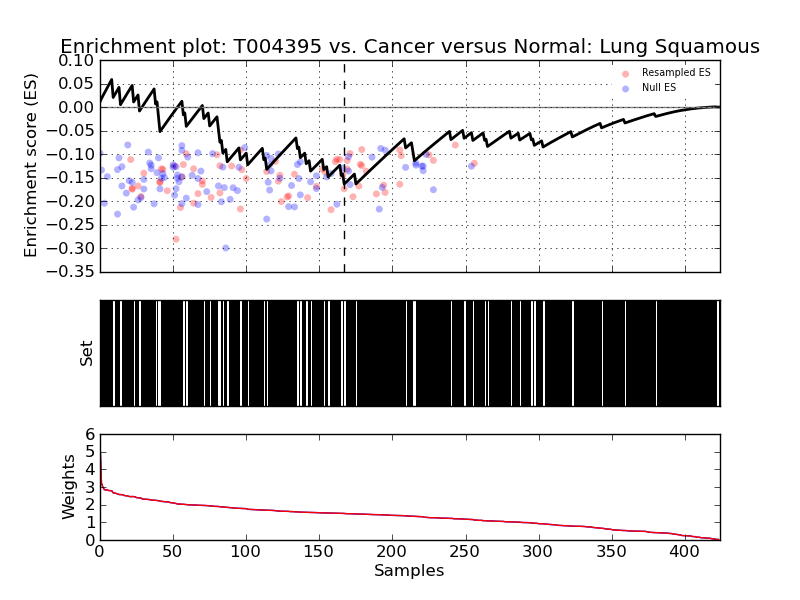 Enrichment plot: T004395 vs. Cancer versus Normal: Lung Squamous
0.10
0.05
0.00
−0.05
−0.10
−0.15
−0.20
−0.25
−0.30
−0.35
Enrichment score (ES)
Resampled ES
Null ES
Set
6
5
4
3
2
1
0
Weights
0 50 100 150 200 250 300 350 400
Samples